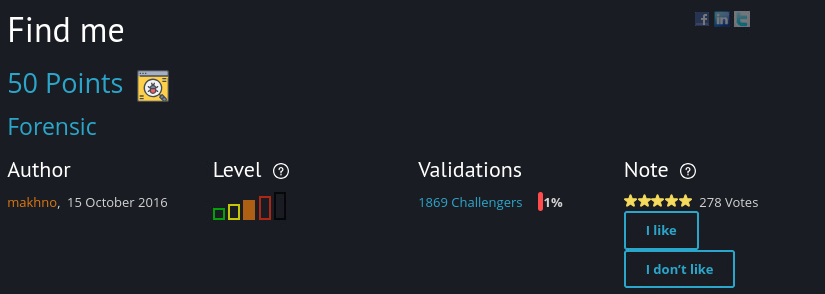 Find me
50 Points
Forensic
Author
makhno, 15 October 2016
Level ?
Validations
1869 Challengers 1%
Note ?
278 Votes
I like
I don't like